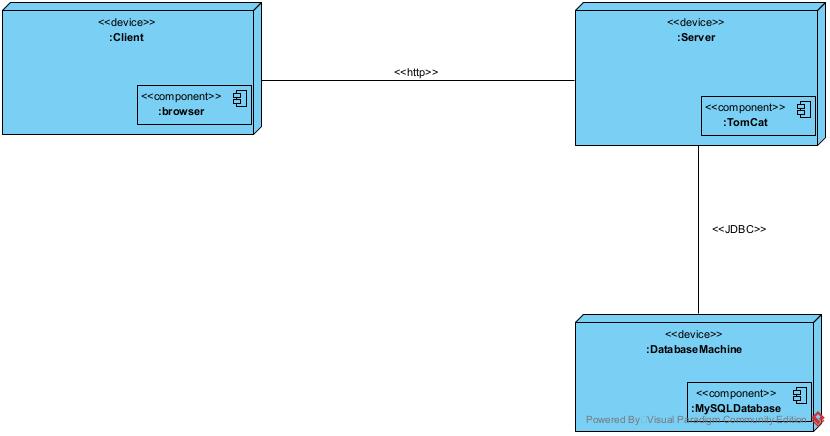 <<device>>
:Client
<<component>>
:browser
<<http>>
<<device>>
:Server
<<component>>
:TomCat
<<JDBC>>
<<device>>
:DatabaseMachine
<<component>>
:MySQLDatabase
Powered By: Visual Paradigm Community Edition